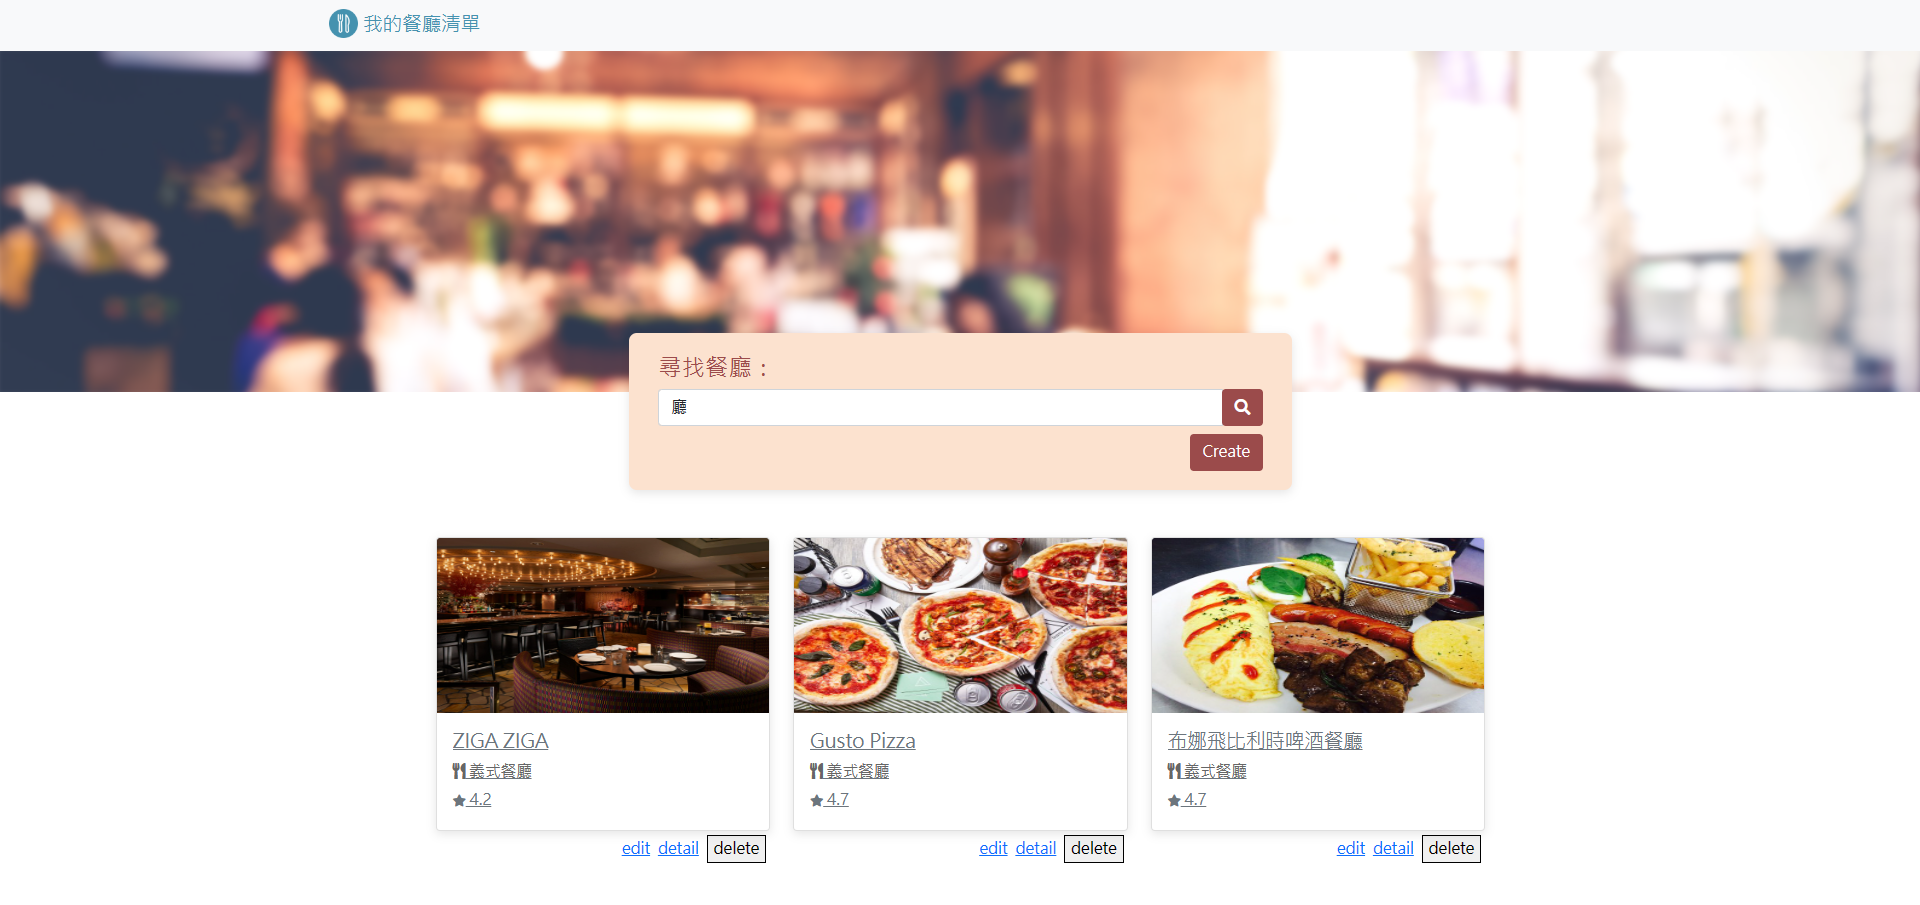 我的餐廳清單
尋找餐廳：
廳
Create
ZIGA ZIGA
義式餐廳
4.2
edit detail delete
Gusto Pizza
義式餐廳
4.7
edit detail delete
布娜飛比利時啤酒餐廳
義式餐廳
4.7
edit detail delete